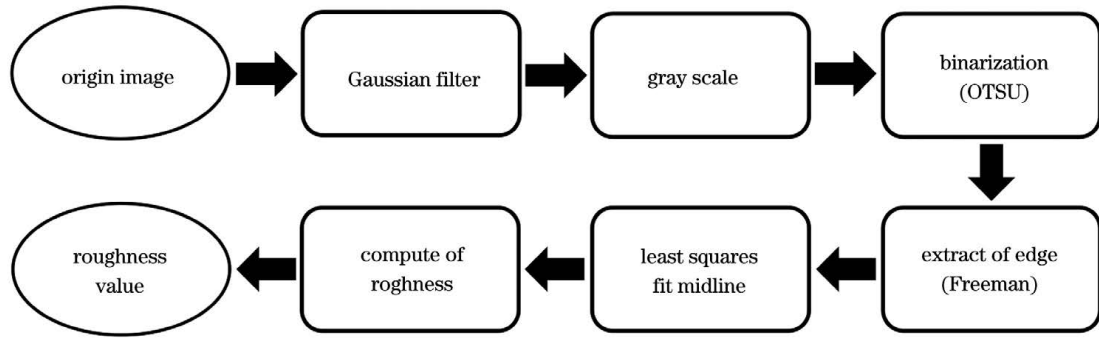 origin image
Gaussian filter
gray scale
binarization
(OTSU)
extract of edge
(Freeman)
least squares
fit midline
compute of
roghness
roughness
value